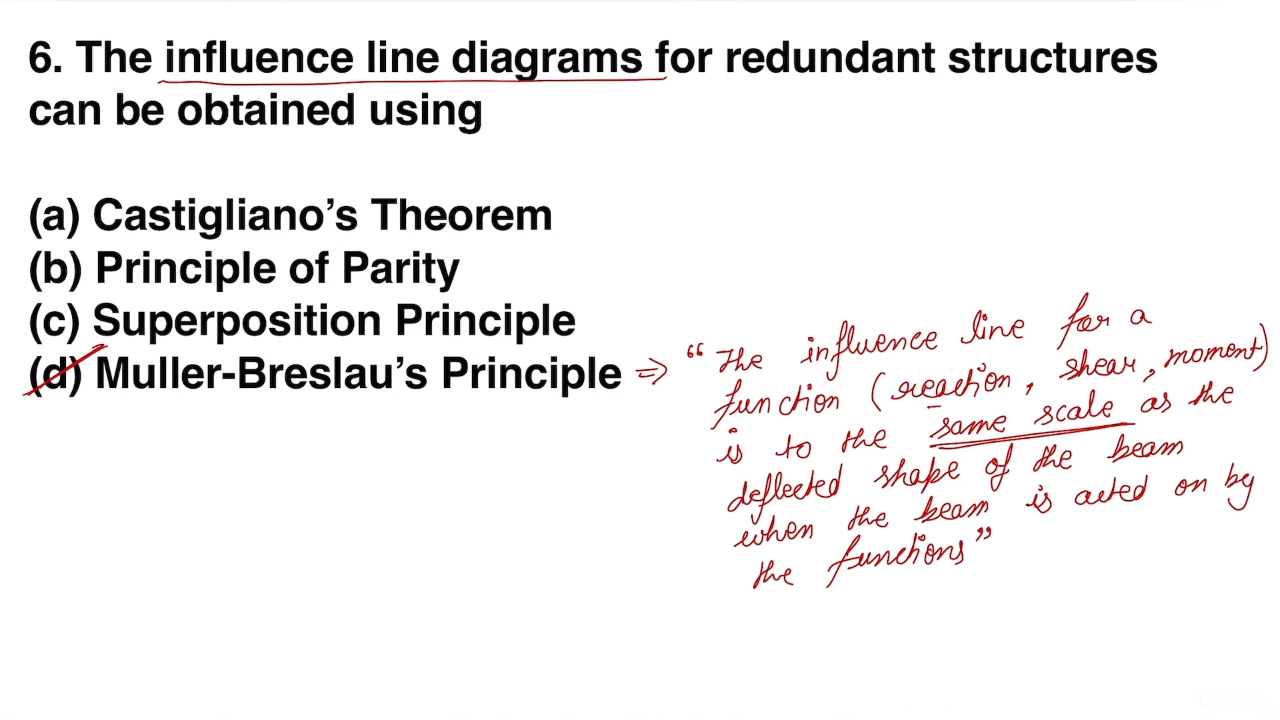 6. The influence line diagrams for redundant structures
can be obtained using
(a) Castigliano’s Theorem
(b) Principle of Parity
(c) Superposition Principle
(d) Muller-Breslau’s Principle ⇒ “The influence line for a
function (reaction, shear, moment)
is to the same scale as the
deflected shape of the beam
when the beam is acted on by
the functions”